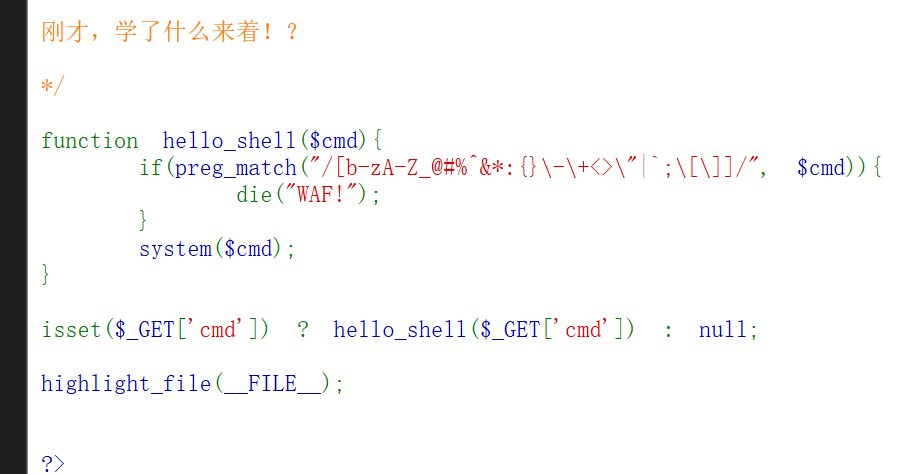 刚才，学了什么来着！？
*/
function hello_shell($cmd){
if(preg_match("/[b-zA-Z_@#%^&*:{}\-\+<>\"|`;\[\]]/", $cmd)){
die("WAF!");
}
system($cmd);
}
isset($_GET['cmd']) ? hello_shell($_GET['cmd']) : null;
highlight_file(__FILE__);
?>